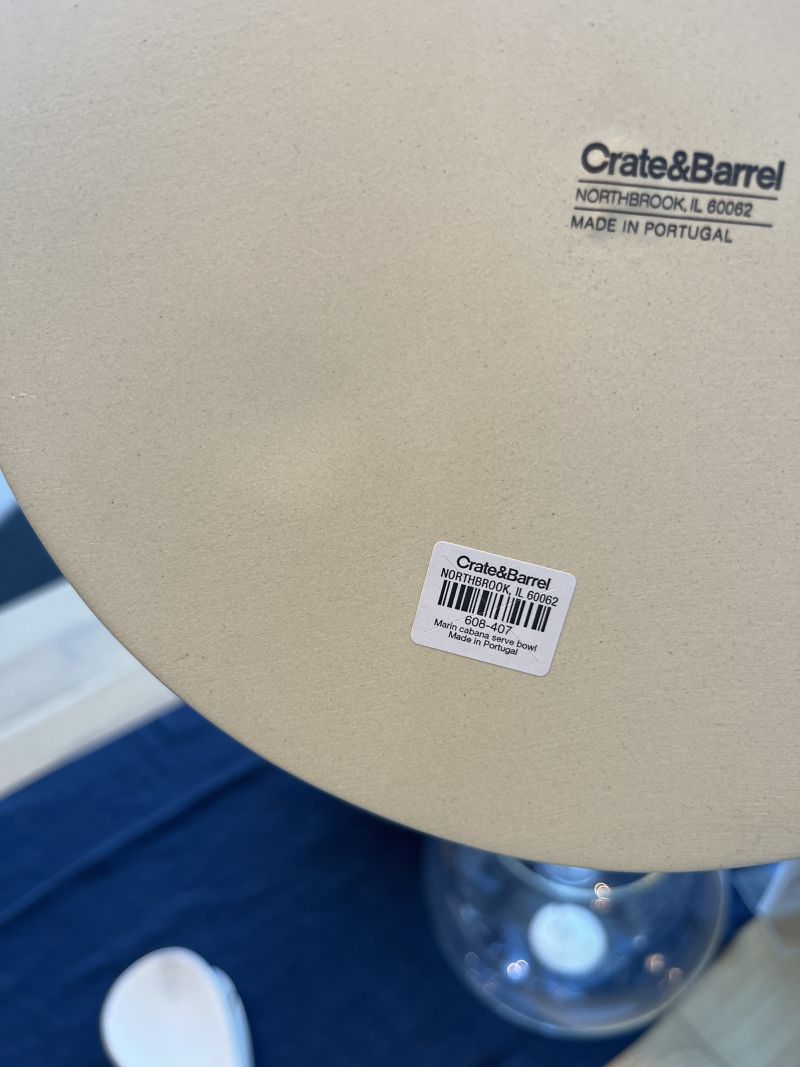 Crate&Barrel
NORTHBROOK, IL 60062
MADE IN PORTUGAL
Crate&Barrel
NORTHBROOK, IL 60062
608-407
Marin cabana serve bowl
Made in Portugal